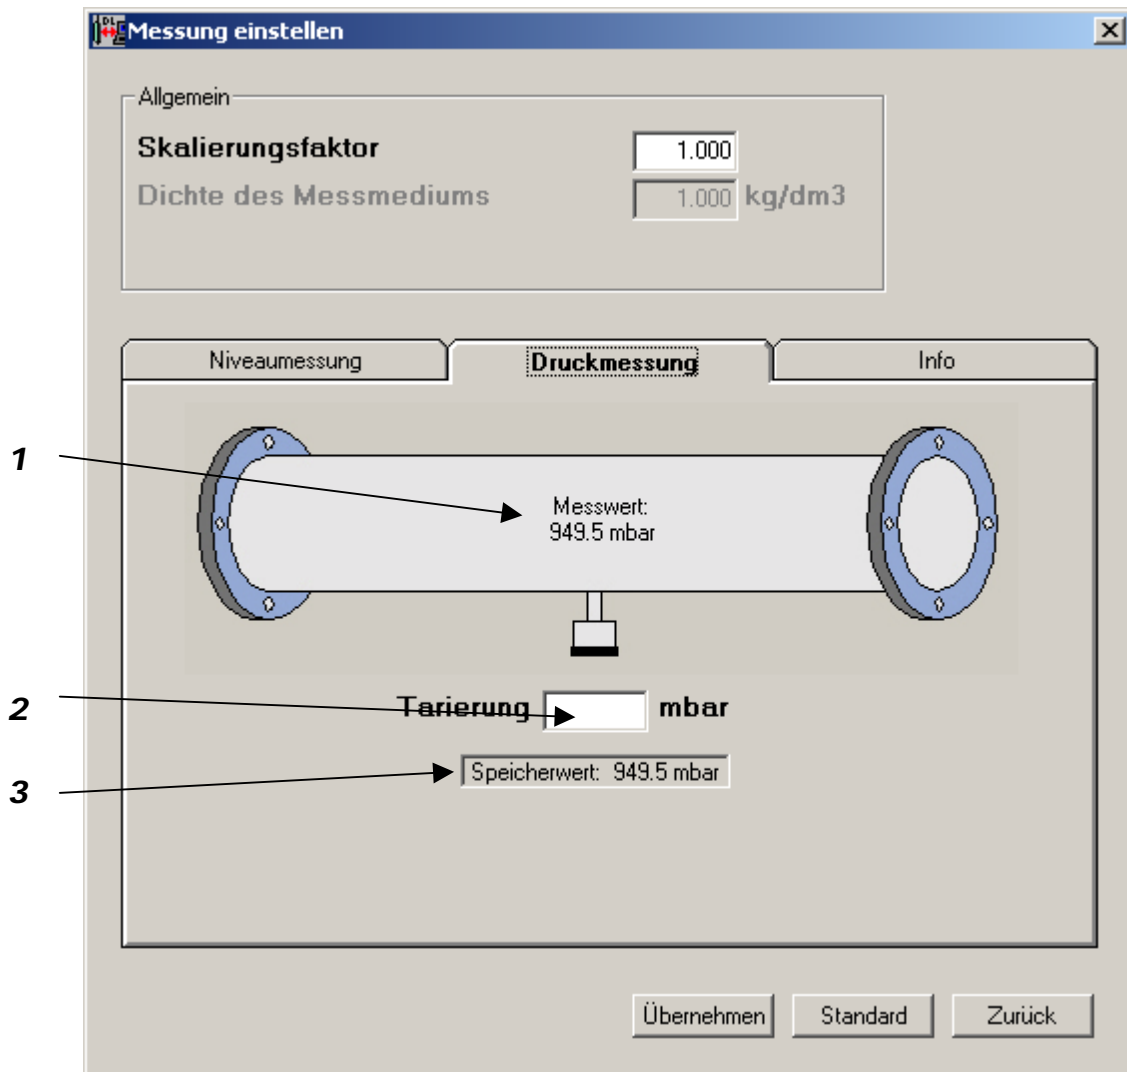 Messung einstellen
Allgemein
Skalierungsfaktor 1.000
Dichte des Messmediums 1.000 kg/dm3
Niveaumessung Druckmessung Info
1
Messwert:
949.5 mbar
2 Tarierung mbar
3 Speicherwert: 949.5 mbar
Übernehmen Standard Zurück